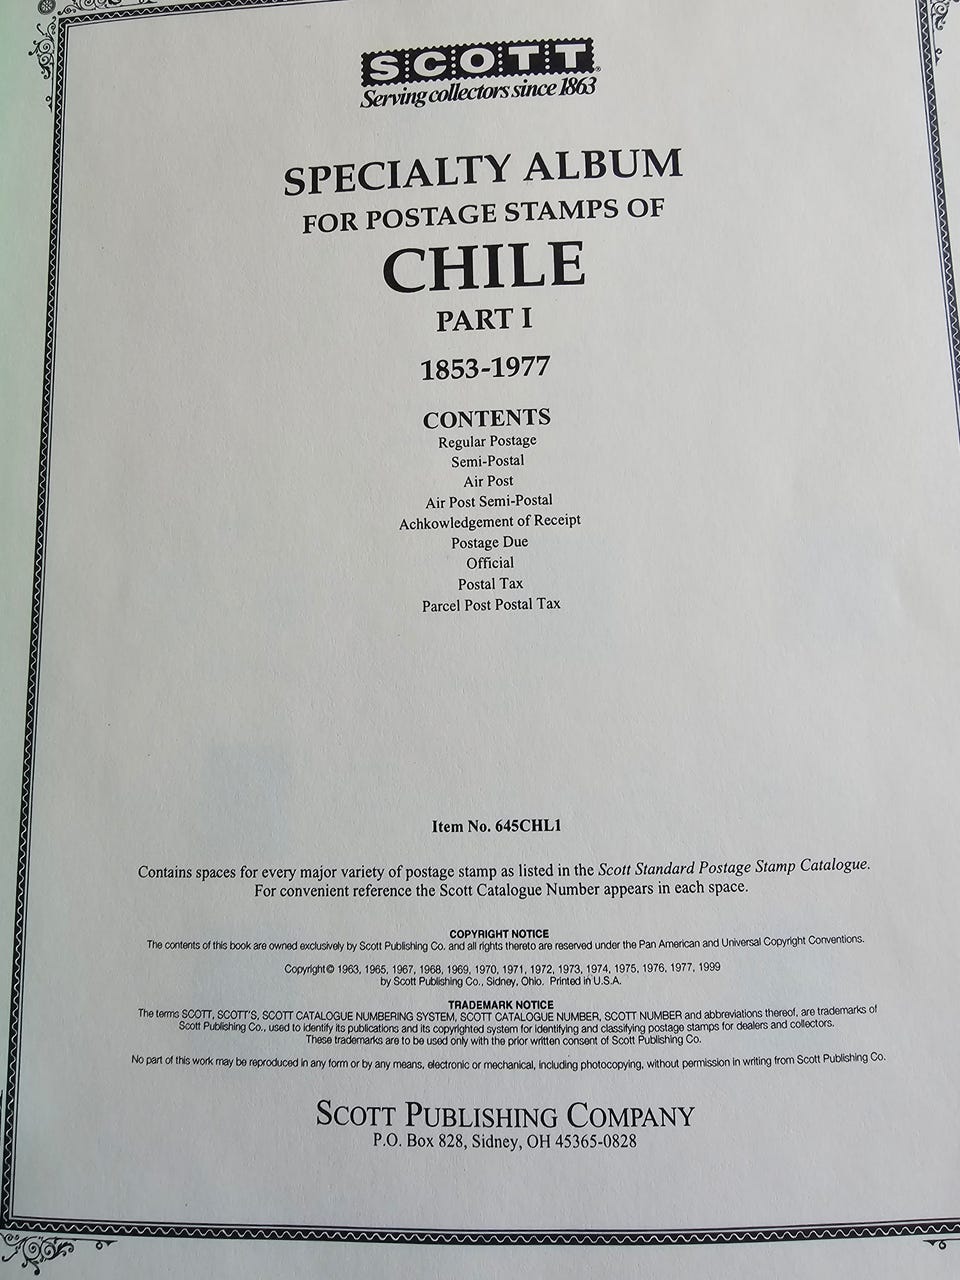 SCOTT®
Serving collectors since 1863
SPECIALTY ALBUM
FOR POSTAGE STAMPS OF
CHILE
PART I
1853-1977
CONTENTS
Regular Postage
Semi-Postal
Air Post
Air Post Semi-Postal
Achkowledgement of Receipt
Postage Due
Official
Postal Tax
Parcel Post Postal Tax
Item No. 645CHL1
Contains spaces for every major variety of postage stamp as listed in the Scott Standard Postage Stamp Catalogue.
For convenient reference the Scott Catalogue Number appears in each space.
COPYRIGHT NOTICE
The contents of this book are owned exclusively by Scott Publishing Co. and all rights thereto are reserved under the Pan American and Universal Copyright Conventions.
Copyright© 1963, 1965, 1967, 1968, 1969, 1970, 1971, 1972, 1973, 1974, 1975, 1976, 1977, 1999
by Scott Publishing Co., Sidney, Ohio. Printed in U.S.A.
TRADEMARK NOTICE
The terms SCOTT, SCOTT'S, SCOTT CATALOGUE NUMBERING SYSTEM, SCOTT CATALOGUE NUMBER, SCOTT NUMBER and abbreviations thereof, are trademarks of
Scott Publishing Co., used to identify its publications and its copyrighted system for identifying and classifying postage stamps for dealers and collectors.
These trademarks are to be used only with the prior written consent of Scott Publishing Co.
No part of this work may be reproduced in any form or by any means, electronic or mechanical, including photocopying, without permission in writing from Scott Publishing Co.
SCOTT PUBLISHING COMPANY
P.O. Box 828, Sidney, OH 45365-0828